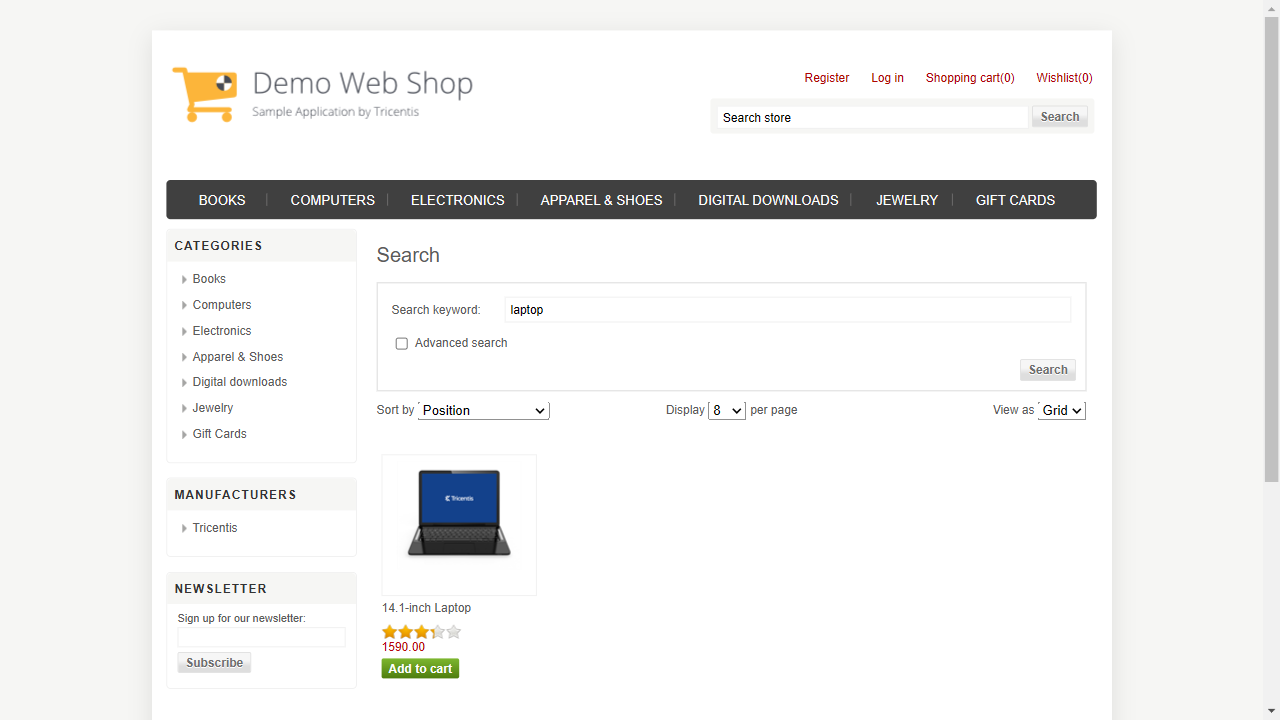 Demo Web Shop
Sample Application by Tricentis
Register Log in Shopping cart(0) Wishlist(0)
Search store Search
BOOKS COMPUTERS ELECTRONICS APPAREL & SHOES DIGITAL DOWNLOADS JEWELRY GIFT CARDS
CATEGORIES
Books
Computers
Electronics
Apparel & Shoes
Digital downloads
Jewelry
Gift Cards
MANUFACTURERS
Tricentis
NEWSLETTER
Sign up for our newsletter:
Subscribe
Search
Search keyword: laptop
Advanced search
Search
Sort by Position Display 8 per page View as Grid
Tricentis
14.1-inch Laptop
1590.00
Add to cart